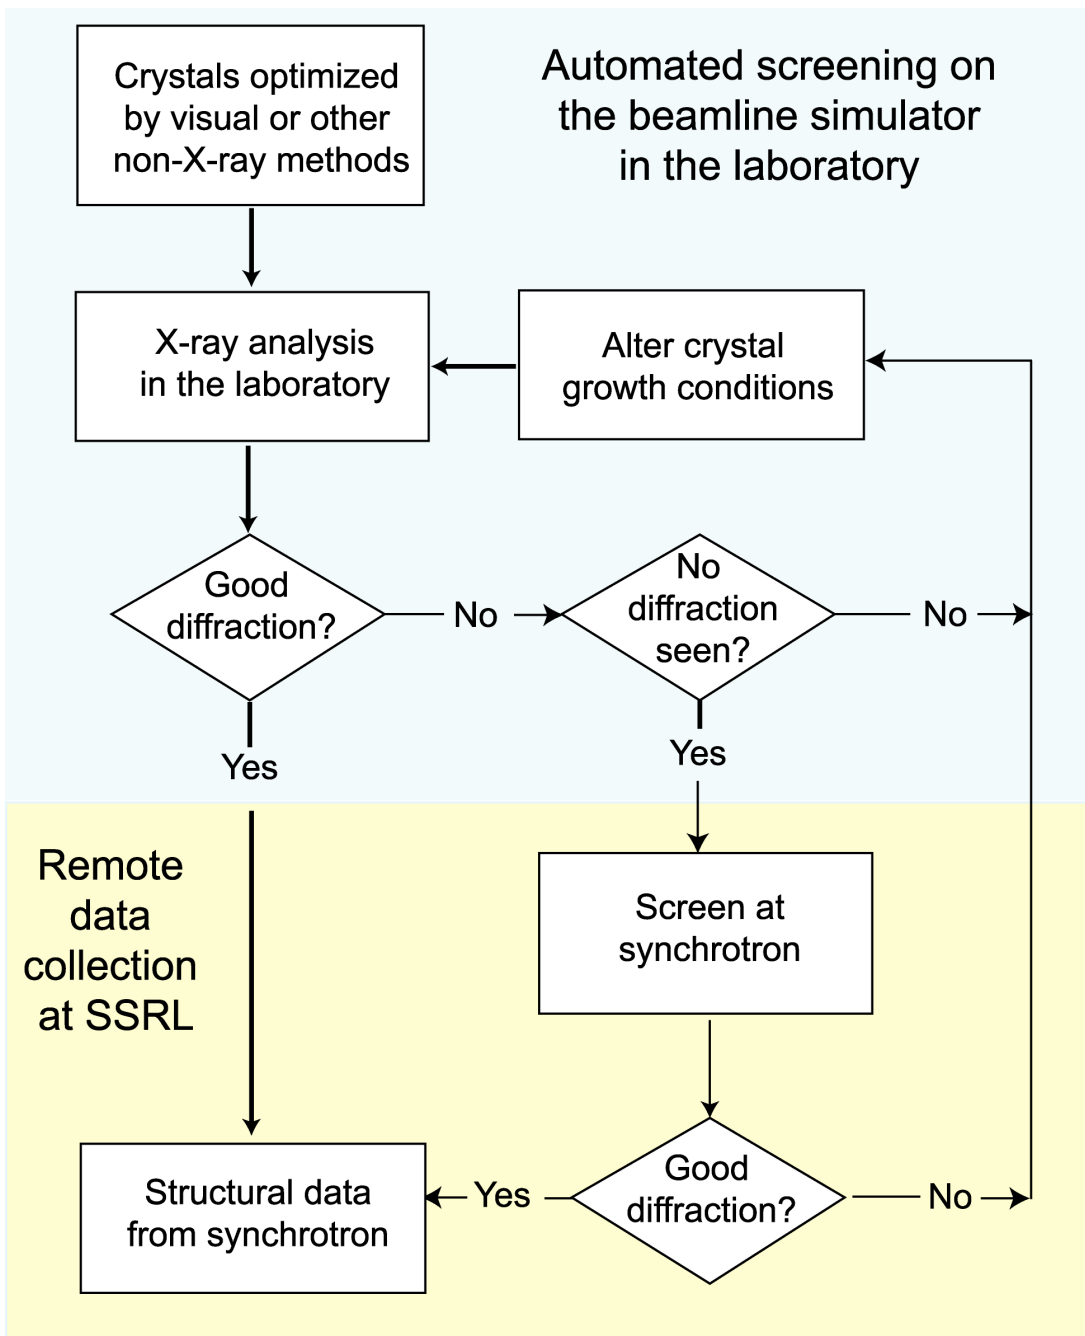 Crystals optimized
by visual or other
non-X-ray methods
Automated screening on
the beamline simulator
in the laboratory
X-ray analysis
in the laboratory
Alter crystal
growth conditions
Good
diffraction?
No
No
diffraction
seen?
No
Yes
Yes
Remote
data
collection
at SSRL
Screen at
synchrotron
Structural data
from synchrotron
Yes
Good
diffraction?
No